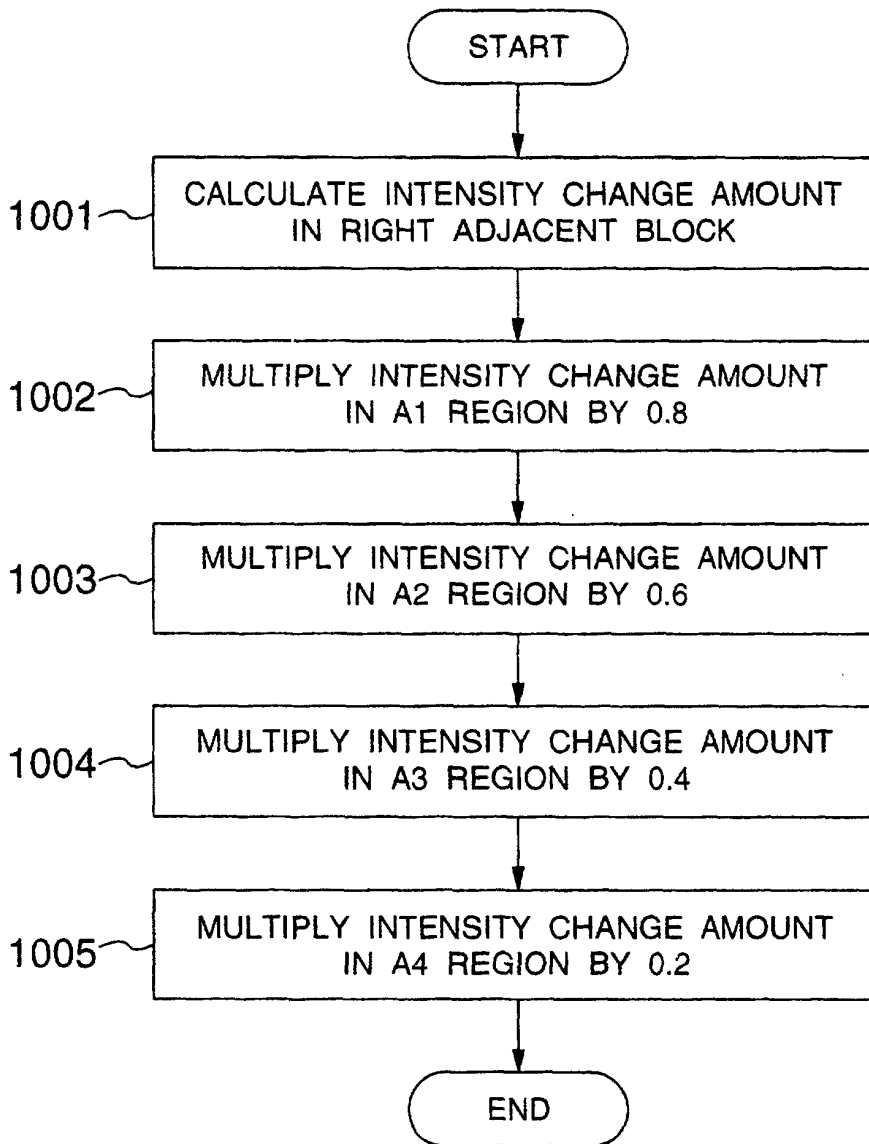 START
1001
CALCULATE INTENSITY CHANGE AMOUNT
IN RIGHT ADJACENT BLOCK
1002
MULTIPLY INTENSITY CHANGE AMOUNT
IN A1 REGION BY 0.8
1003
MULTIPLY INTENSITY CHANGE AMOUNT
IN A2 REGION BY 0.6
1004
MULTIPLY INTENSITY CHANGE AMOUNT
IN A3 REGION BY 0.4
1005
MULTIPLY INTENSITY CHANGE AMOUNT
IN A4 REGION BY 0.2
END